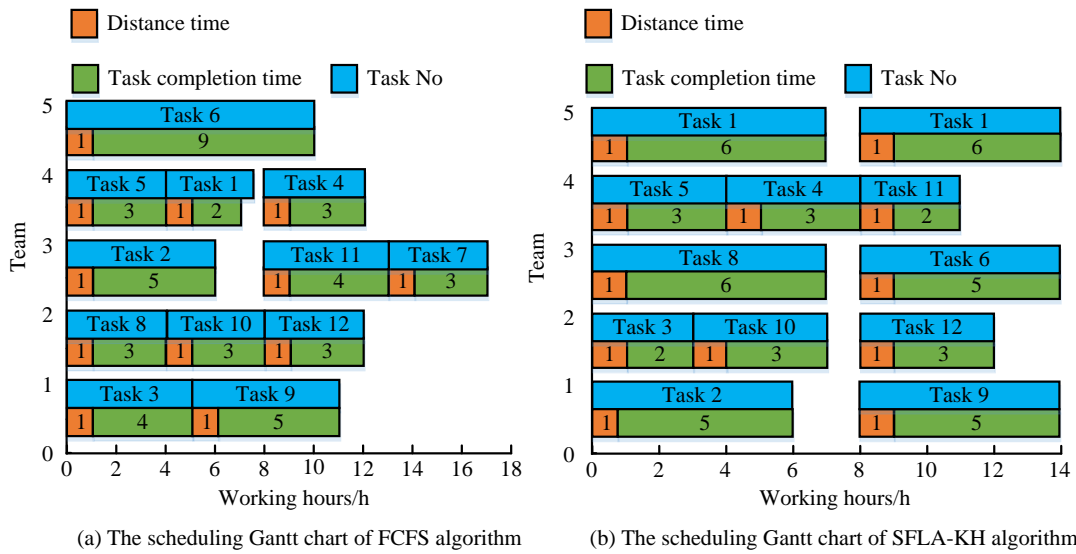 Distance time
Task completion time Task No
5
Task 6
1 9
4
Task 5 Task 1 Task 4
1 3 1 2 1 3
3
Task 2 Task 11 Task 7
1 5 1 4 1 3
2
Task 8 Task 10 Task 12
1 3 1 3 1 3
1
Task 3 Task 9
1 4 1 5
0
Team
0 2 4 6 8 10 12 14 16 18
Working hours/h
(a) The scheduling Gantt chart of FCFS algorithm
Distance time
Task completion time Task No
5
Task 1 Task 1
1 6 1 6
4
Task 5 Task 4 Task 11
1 3 1 3 1 2
3
Task 8 Task 6
1 6 1 5
2
Task 3 Task 10 Task 12
1 2 1 3 1 3
1
Task 2 Task 9
1 5 1 5
0
Team
0 2 4 6 8 10 12 14
Working hours/h
(b) The scheduling Gantt chart of SFLA-KH algorithm